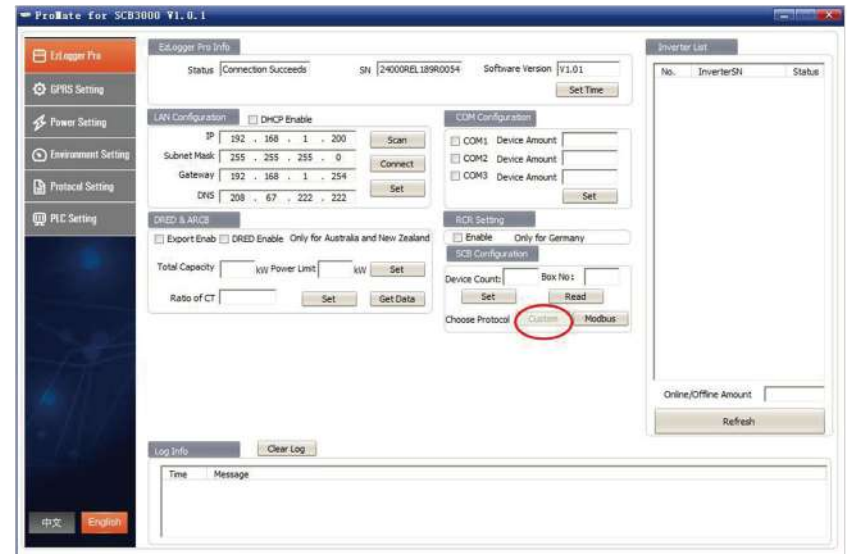 ProMate for SCB3000 V1.0.1
EzLogger Pro
GPRS Setting
Power Setting
Environment Setting
Protocal Setting
PLC Setting
中文 English
EzLogger Pro Info
Status Connection Succeeds SN 24000REL189R0054 Software Version V1.01
Set Time
LAN Configuration DHCP Enable
IP 192 . 168 . 1 . 200 Scan
Subnet Mask 255 . 255 . 255 . 0 Connect
Gateway 192 . 168 . 1 . 254
DNS 208 . 67 . 222 . 222 Set
COM Configuration
COM1 Device Amount
COM2 Device Amount
COM3 Device Amount
Set
DRED & ARCB
Export Enab DRED Enable Only for Australia and New Zealand
Total Capacity kW Power Limit kW Set
Ratio of CT Set Get Data
RCR Setting
Enable Only for Germany
SCB Configuration
Device Count: Box No:
Set Read
Choose Protocol Custom Modbus
Inverter List
No. InverterSN Status
Online/Offline Amount
Refresh
Log Info Clear Log
Time Message